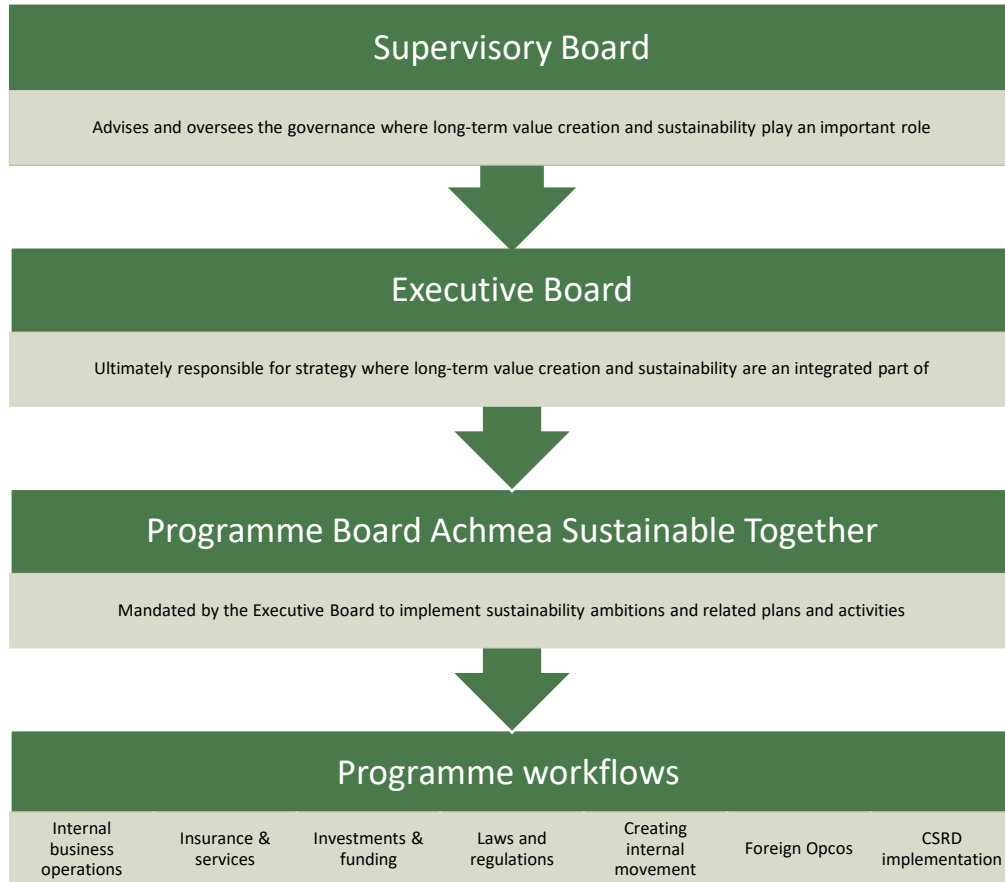 Supervisory Board
Advises and oversees the governance where long-term value creation and sustainability play an important role
Executive Board
Ultimately responsible for strategy where long-term value creation and sustainability are an integrated part of
Programme Board Achmea Sustainable Together
Mandated by the Executive Board to implement sustainability ambitions and related plans and activities
Programme workflows
Internal
business
operations
Insurance &
services
Investments &
funding
Laws and
regulations
Creating
internal
movement
Foreign Opcos
CSRD
implementation